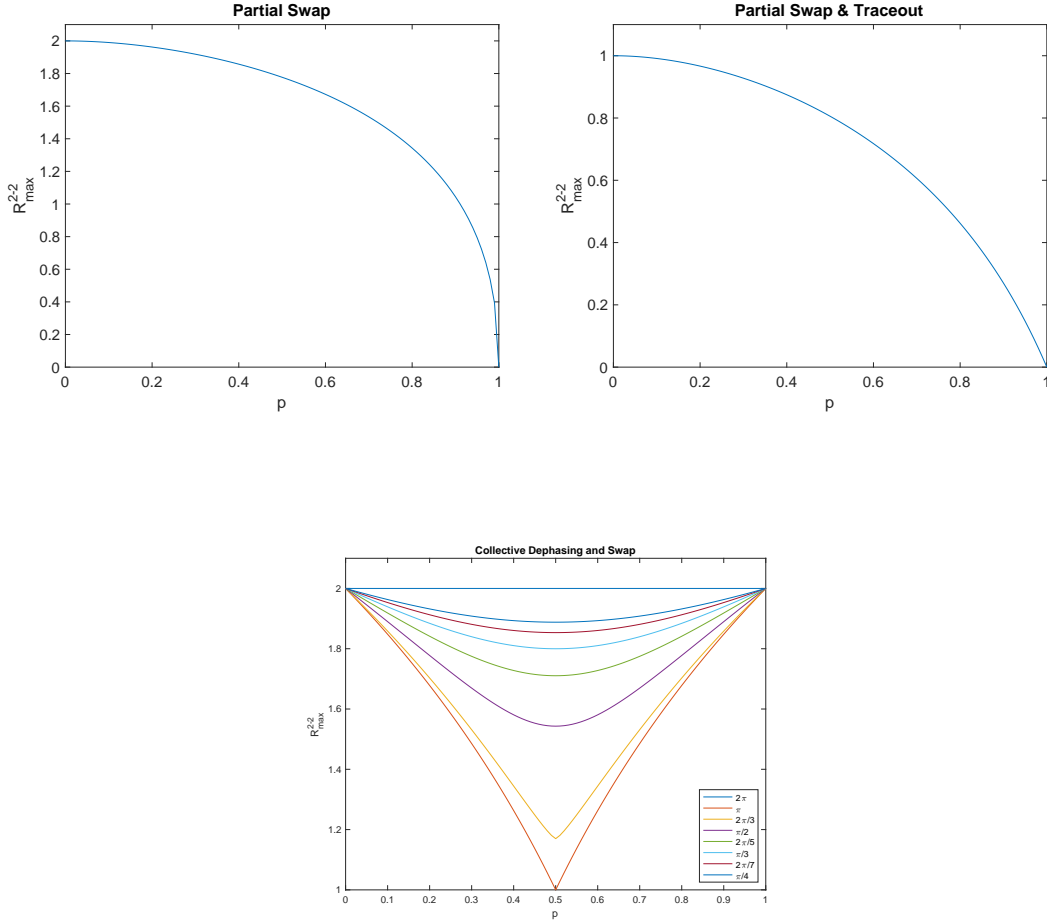 Partial Swap
2
1.8
1.6
1.4
1.2
1
0.8
0.6
0.4
0.2
0
R_max^2-2
0 0.2 0.4 0.6 0.8 1
p
Partial Swap & Traceout
1
0.8
0.6
0.4
0.2
0
R_max^2-2
0 0.2 0.4 0.6 0.8 1
p
Collective Dephasing and Swap
2
1.8
1.6
1.4
1.2
1
R_max^2-2
0 0.1 0.2 0.3 0.4 0.5 0.6 0.7 0.8 0.9 1
p
2π
π
2π/3
π/2
2π/5
π/3
2π/7
π/4